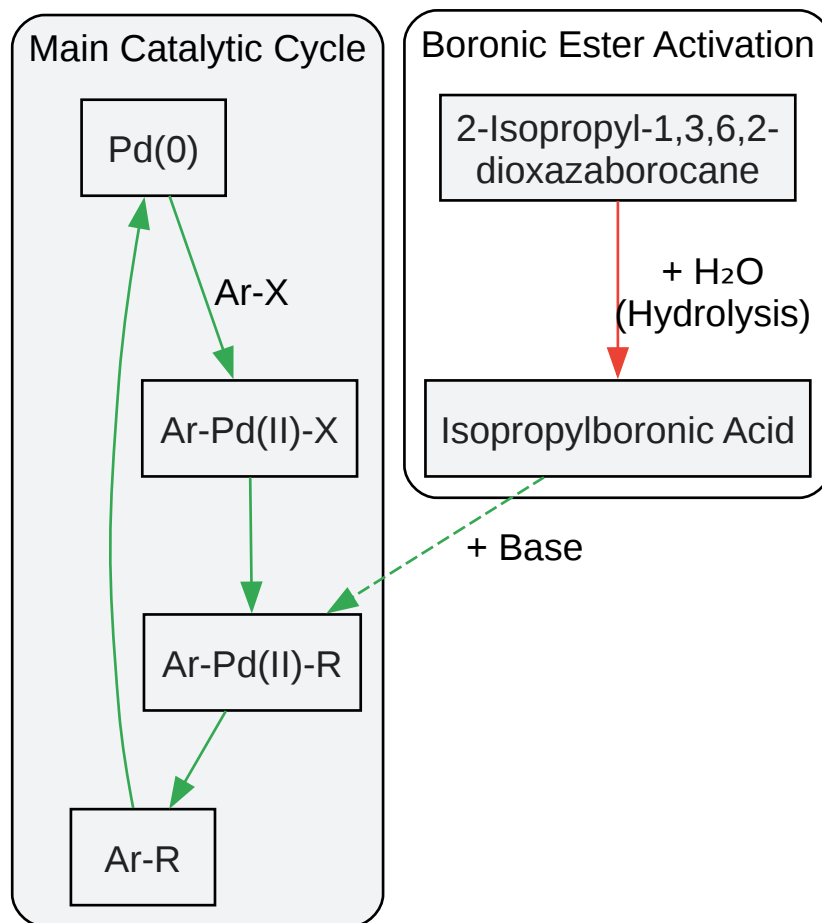 Main Catalytic Cycle
Pd(0)
Ar-X
Ar-Pd(II)-X
Ar-Pd(II)-R
Ar-R
Boronic Ester Activation
2-Isopropyl-1,3,6,2-
dioxazaborocane
+ H₂O
(Hydrolysis)
Isopropylboronic Acid
+ Base